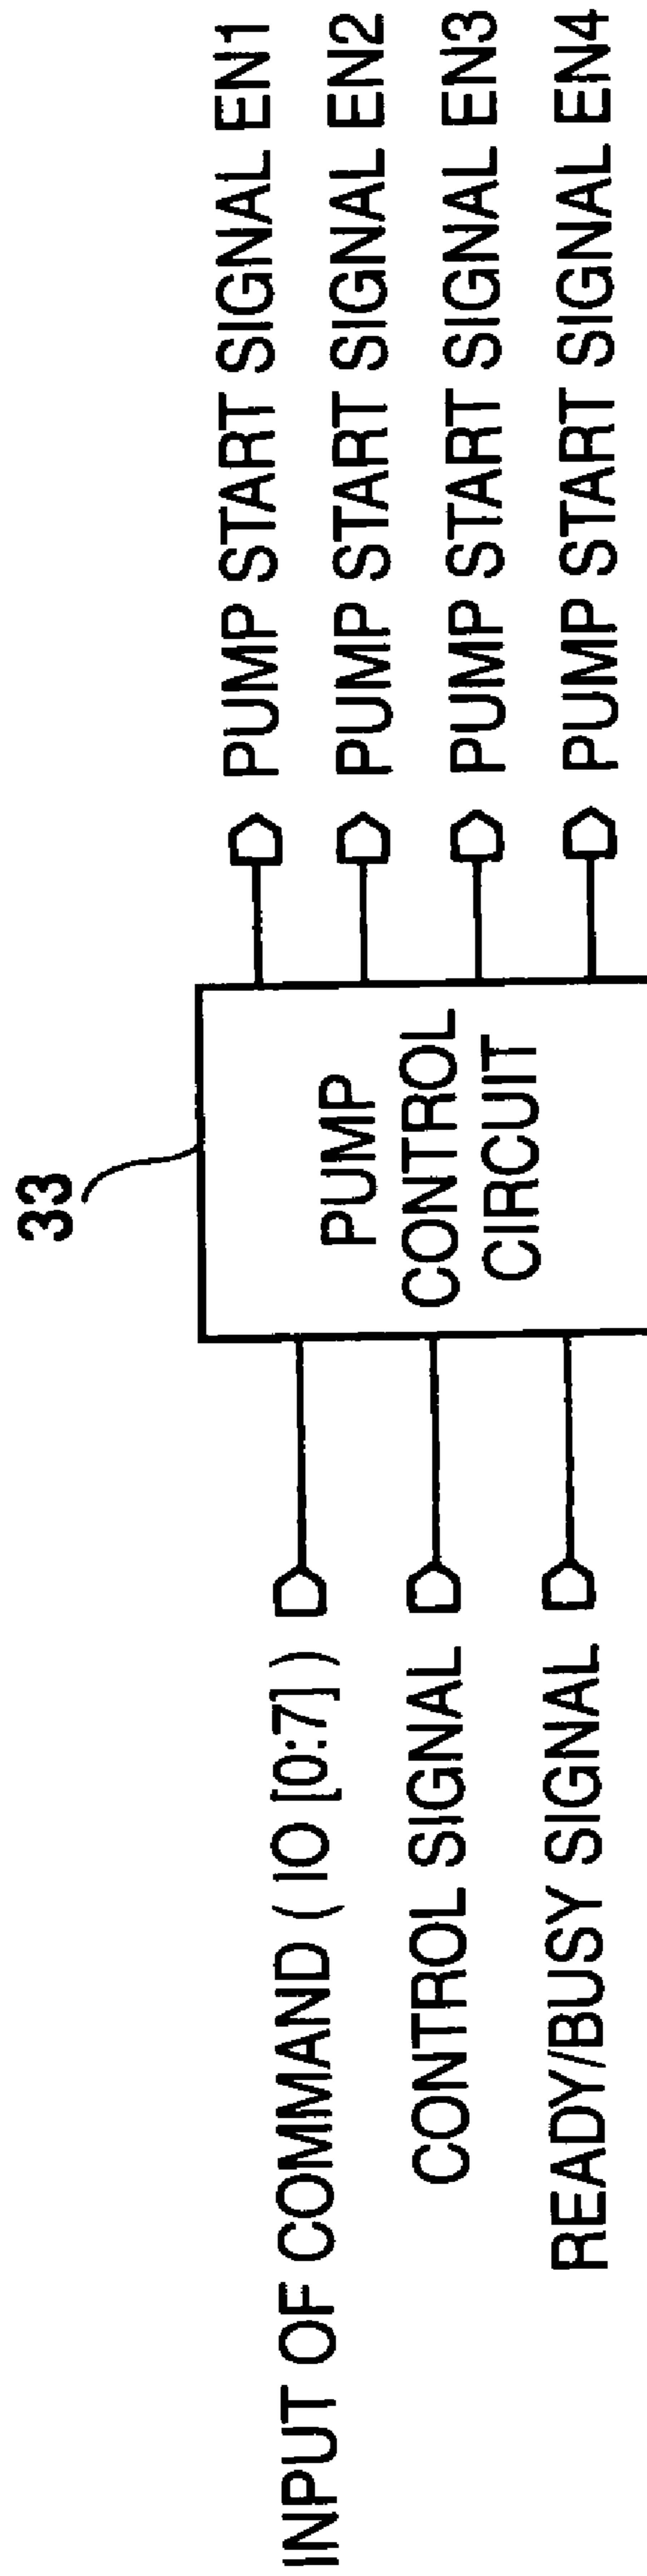 33
INPUT OF COMMAND ( IO [0:7] )
CONTROL SIGNAL
READY/BUSY SIGNAL
PUMP
CONTROL
CIRCUIT
PUMP START SIGNAL EN1
PUMP START SIGNAL EN2
PUMP START SIGNAL EN3
PUMP START SIGNAL EN4